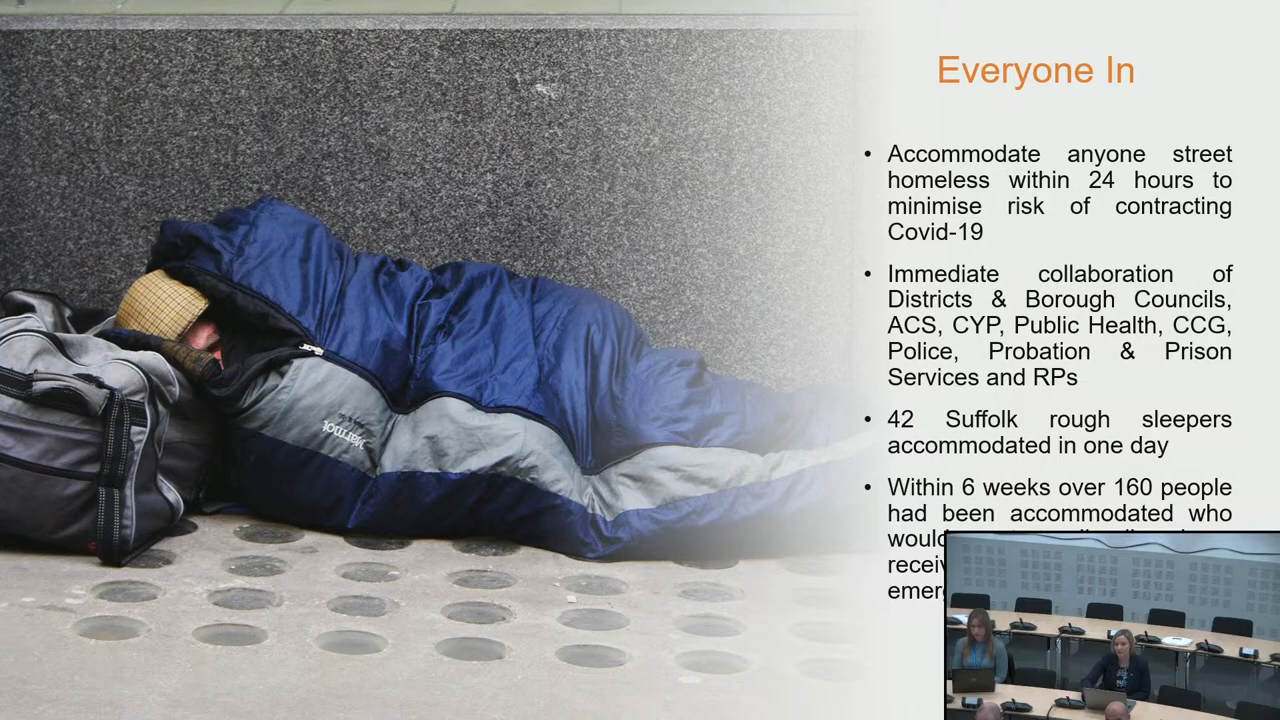 Everyone In
• Accommodate anyone street
homeless within 24 hours to
minimise risk of contracting
Covid-19
• Immediate collaboration of
Districts & Borough Councils,
ACS, CYP, Public Health, CCG,
Police, Probation & Prison
Services and RPs
• 42 Suffolk rough sleepers
accommodated in one day
• Within 6 weeks over 160 people
had been accommodated who
Marmot